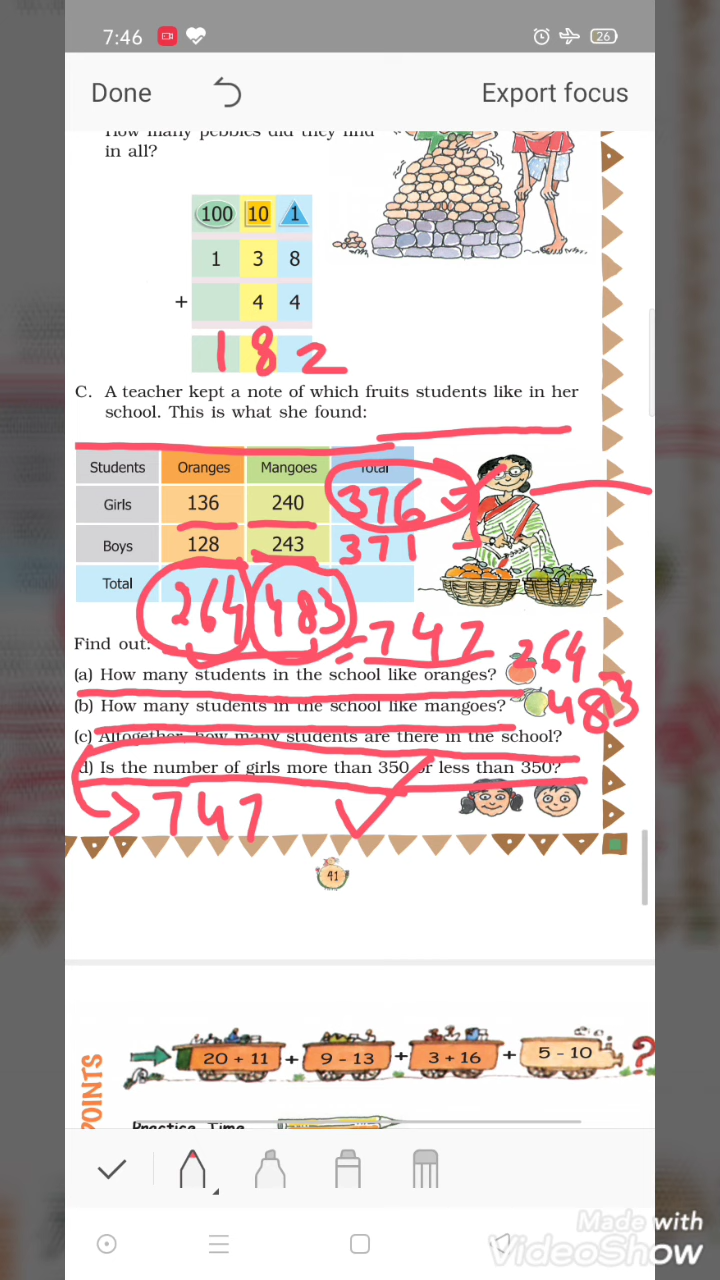 7:46 26
Done Export focus
How many pebbles did they find
in all?
100 10 1
1 3 8
+ 4 4
1 8 2
C. A teacher kept a note of which fruits students like in her
school. This is what she found:
Students Oranges Mangoes Total
Girls 136 240 376
Boys 128 243 371
Total 264 483
= 747
Find out:
(a) How many students in the school like oranges? 264
(b) How many students in the school like mangoes? 483
(c) Altogether, how many students are there in the school?
d) Is the number of girls more than 350 or less than 350?
747
41
20 + 11 + 9 - 13 + 3 + 16 + 5 - 10 ?
POINTS
Practice Time
Made with
VideoShow